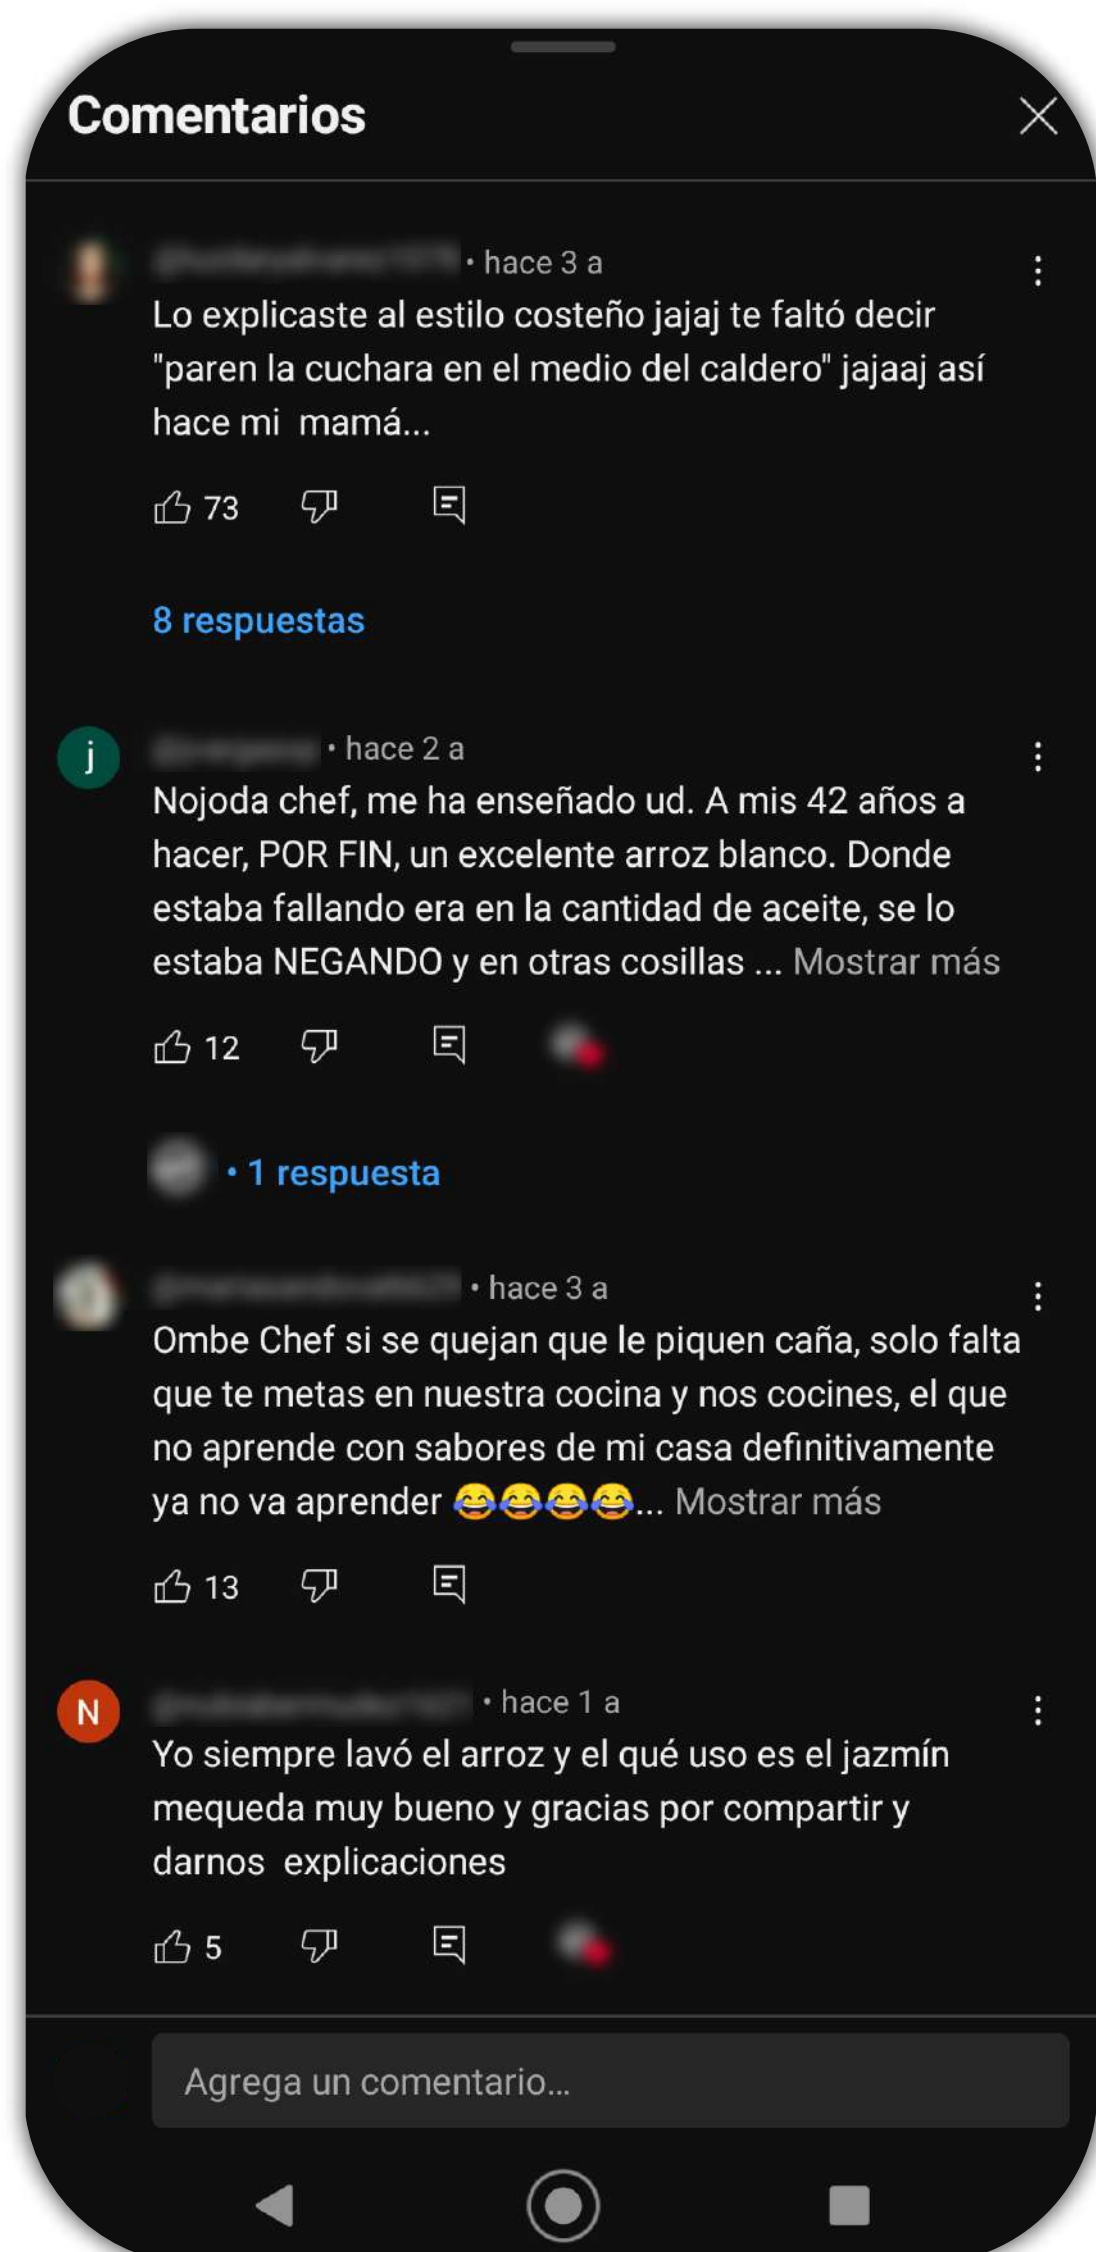 Comentarios
• hace 3 a
Lo explicaste al estilo costeño jajaj te faltó decir
"paren la cuchara en el medio del caldero" jajaaj así
hace mi mamá...
73
8 respuestas
j
• hace 2 a
Nojoda chef, me ha enseñado ud. A mis 42 años a
hacer, POR FIN, un excelente arroz blanco. Donde
estaba fallando era en la cantidad de aceite, se lo
estaba NEGANDO y en otras cosillas ... Mostrar más
12
• 1 respuesta
• hace 3 a
Ombe Chef si se quejan que le piquen caña, solo falta
que te metas en nuestra cocina y nos cocines, el que
no aprende con sabores de mi casa definitivamente
ya no va aprender 😂😂😂😂... Mostrar más
13
N
• hace 1 a
Yo siempre lavó el arroz y el qué uso es el jazmín
mequeda muy bueno y gracias por compartir y
darnos explicaciones
5
Agrega un comentario...